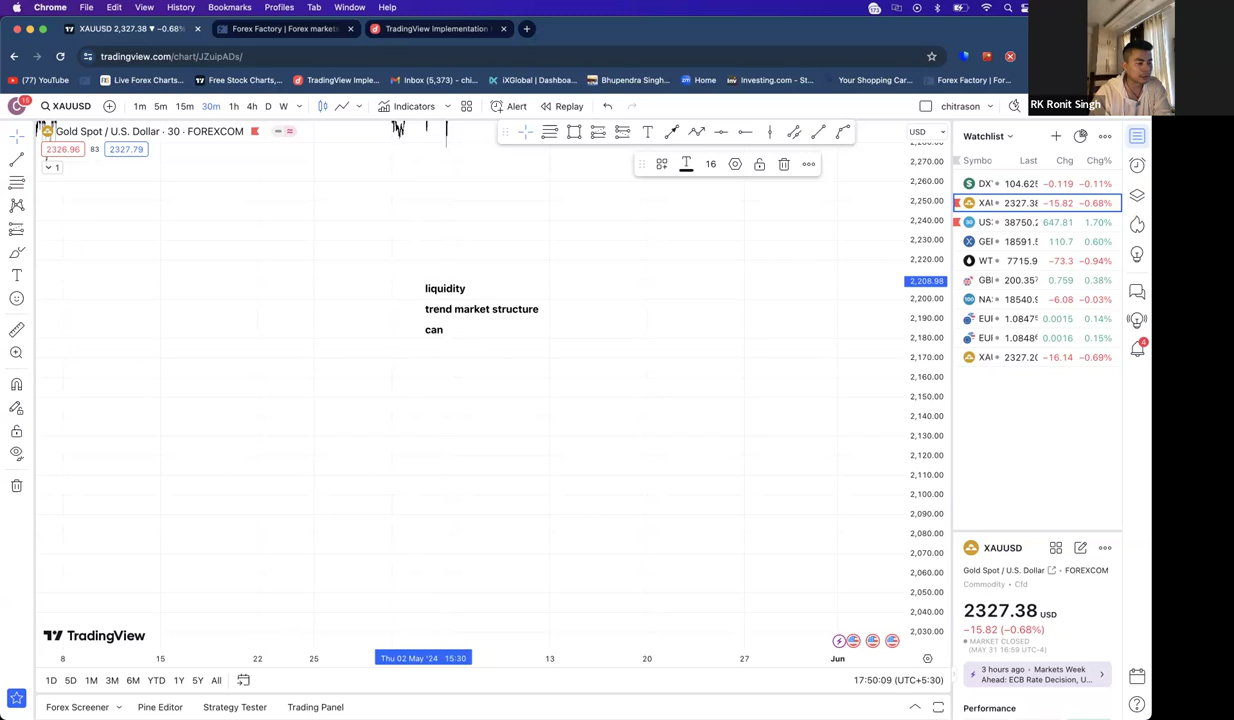 Chrome File Edit View History Bookmarks Profiles Tab Window Help
XAUUSD 2,327.38 ▼ −0.68%
Forex Factory | Forex market
TradingView Implementation
tradingview.com/chart/JZuipADs/
(77) YouTube
Live Forex Charts...
Free Stock Charts,...
TradingView Imple...
Inbox (5,373) - chi...
iXGlobal | Dashboa...
Bhupendra Singh...
Home
Investing.com - St...
Your Shopping Car...
Forex Factory | For...
RK Ronit Singh
15
XAUUSD
1m 5m 15m 30m 1h 4h D W
Indicators
Alert
Replay
chitrason
Gold Spot / U.S. Dollar · 30 · FOREXCOM
2326.96 83 2327.79
1
16
USD
2,270.00
2,260.00
2,250.00
2,240.00
2,230.00
2,220.00
2,208.98
2,200.00
2,190.00
2,180.00
2,170.00
2,160.00
2,150.00
2,140.00
2,130.00
2,120.00
2,110.00
2,100.00
2,090.00
2,080.00
2,070.00
2,060.00
2,050.00
2,040.00
2,030.00
liquidity
trend market structure
can
TradingView
8 15 22 25 Thu 02 May '24 15:30 13 20 27 Jun
1D 5D 1M 3M 6M YTD 1Y 5Y All
17:50:09 (UTC+5:30)
Forex Screener Pine Editor Strategy Tester Trading Panel
Watchlist
Symbo Last Chg Chg%
DX 104.625 −0.119 −0.11%
XAU 2327.38 −15.82 −0.68%
US 38750.2 647.81 1.70%
GEI 18591.5 110.7 0.60%
WT 7715.9 −73.3 −0.94%
GBI 200.357 0.759 0.38%
NA 18540.9 −6.08 −0.03%
EUI 1.0847 0.0015 0.14%
EUI 1.0848 0.0016 0.15%
XAU 2327.20 −16.14 −0.69%
4
XAUUSD
Gold Spot / U.S. Dollar · FOREXCOM
Commodity · Cfd
2327.38 USD
−15.82 (−0.68%)
MARKET CLOSED
(MAY 31 16:59 UTC-4)
3 hours ago · Markets Week
Ahead: ECB Rate Decision, U...
Performance